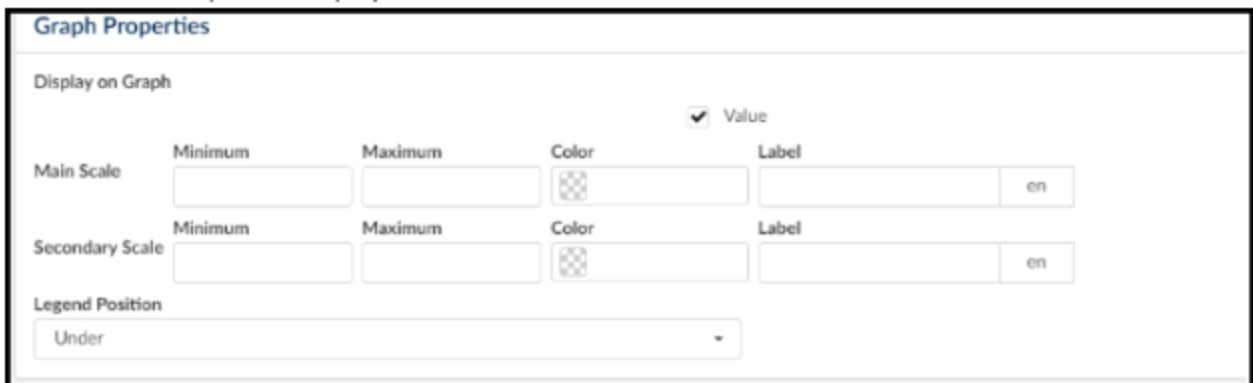 Graph Properties
Display on Graph
Value
Minimum Maximum Color Label
Main Scale en
Minimum Maximum Color Label
Secondary Scale en
Legend Position
Under